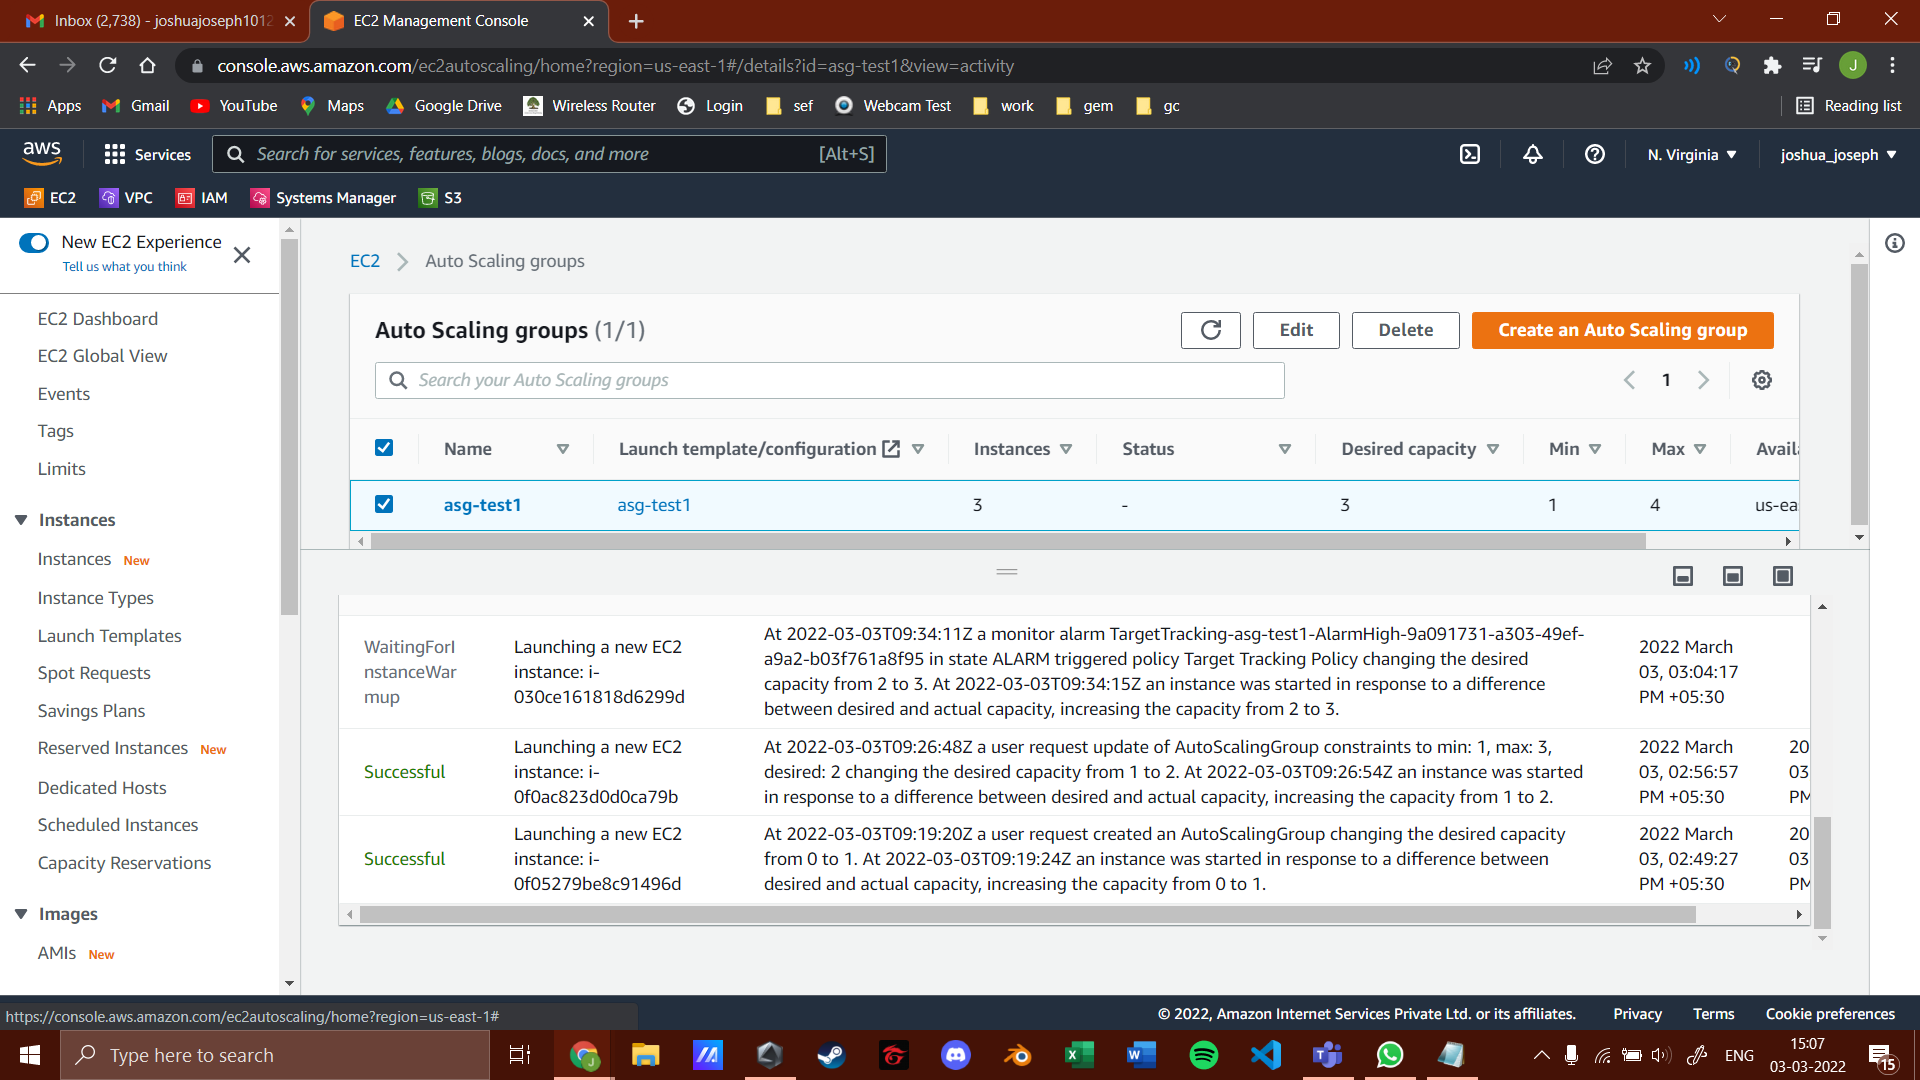 Inbox (2,738) - joshuajoseph1012
EC2 Management Console
console.aws.amazon.com/ec2autoscaling/home?region=us-east-1#/details?id=asg-test1&view=activity
J
Apps
Gmail
YouTube
Maps
Google Drive
Wireless Router
Login
sef
Webcam Test
work
gem
gc
Reading list
aws
Services
Search for services, features, blogs, docs, and more
[Alt+S]
N. Virginia
joshua_joseph
EC2
VPC
IAM
Systems Manager
S3
New EC2 Experience
Tell us what you think
EC2 Dashboard
EC2 Global View
Events
Tags
Limits
Instances
Instances New
Instance Types
Launch Templates
Spot Requests
Savings Plans
Reserved Instances New
Dedicated Hosts
Scheduled Instances
Capacity Reservations
Images
AMIs New
EC2
Auto Scaling groups
Auto Scaling groups (1/1)
Edit
Delete
Create an Auto Scaling group
Search your Auto Scaling groups
1
Name
Launch template/configuration
Instances
Status
Desired capacity
Min
Max
Availa
asg-test1
asg-test1
3
-
3
1
4
us-eas
WaitingForI
nstanceWar
mup
Launching a new EC2
instance: i-
030ce161818d6299d
At 2022-03-03T09:34:11Z a monitor alarm TargetTracking-asg-test1-AlarmHigh-9a091731-a303-49ef-
a9a2-b03f761a8f95 in state ALARM triggered policy Target Tracking Policy changing the desired
capacity from 2 to 3. At 2022-03-03T09:34:15Z an instance was started in response to a difference
between desired and actual capacity, increasing the capacity from 2 to 3.
2022 March
03, 03:04:17
PM +05:30
Successful
Launching a new EC2
instance: i-
0f0ac823d0d0ca79b
At 2022-03-03T09:26:48Z a user request update of AutoScalingGroup constraints to min: 1, max: 3,
desired: 2 changing the desired capacity from 1 to 2. At 2022-03-03T09:26:54Z an instance was started
in response to a difference between desired and actual capacity, increasing the capacity from 1 to 2.
2022 March
03, 02:56:57
PM +05:30
20
03
PM
Successful
Launching a new EC2
instance: i-
0f05279be8c91496d
At 2022-03-03T09:19:20Z a user request created an AutoScalingGroup changing the desired capacity
from 0 to 1. At 2022-03-03T09:19:24Z an instance was started in response to a difference between
desired and actual capacity, increasing the capacity from 0 to 1.
2022 March
03, 02:49:27
PM +05:30
20
03
PM
https://console.aws.amazon.com/ec2autoscaling/home?region=us-east-1#
© 2022, Amazon Internet Services Private Ltd. or its affiliates.
Privacy
Terms
Cookie preferences
Type here to search
ENG
15:07
03-03-2022
15